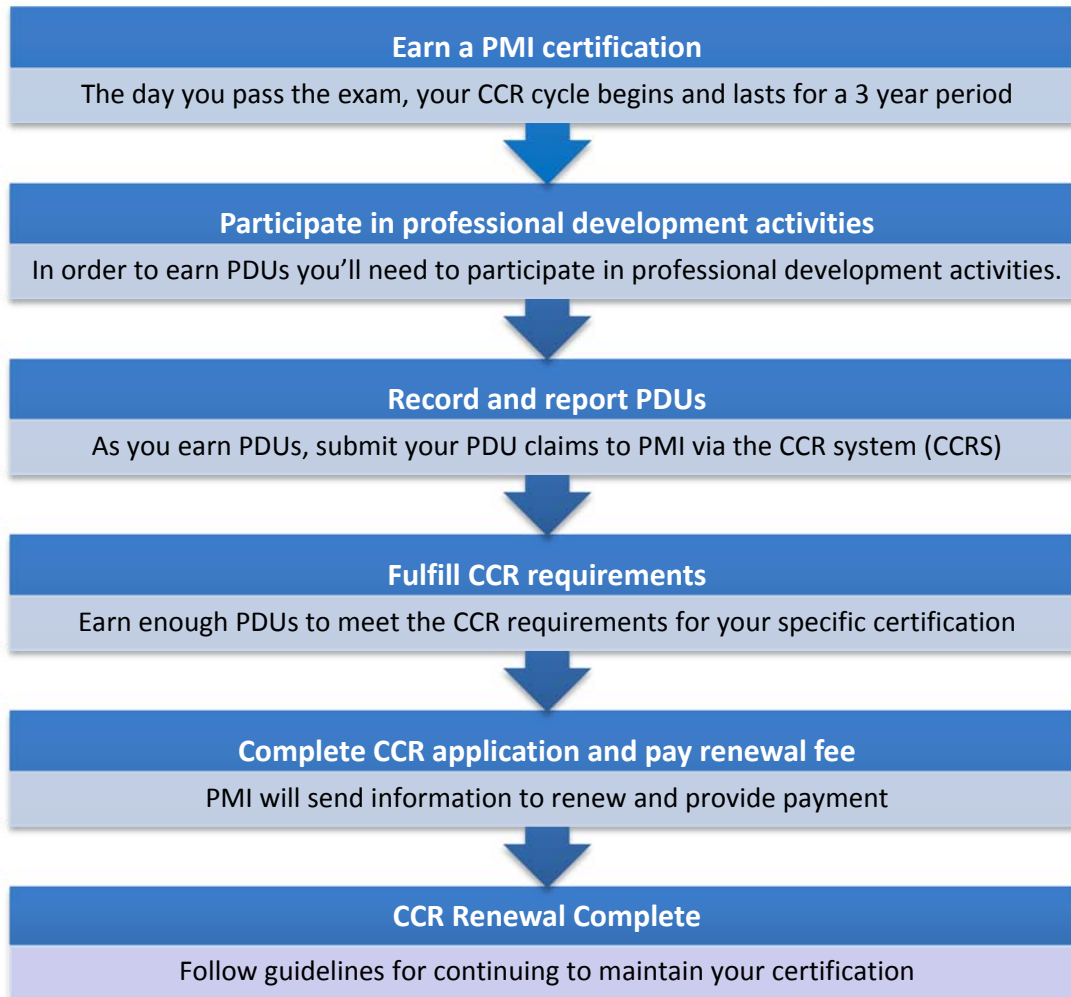 Earn a PMI certification
The day you pass the exam, your CCR cycle begins and lasts for a 3 year period
Participate in professional development activities
In order to earn PDUs you’ll need to participate in professional development activities.
Record and report PDUs
As you earn PDUs, submit your PDU claims to PMI via the CCR system (CCRS)
Fulfill CCR requirements
Earn enough PDUs to meet the CCR requirements for your specific certification
Complete CCR application and pay renewal fee
PMI will send information to renew and provide payment
CCR Renewal Complete
Follow guidelines for continuing to maintain your certification